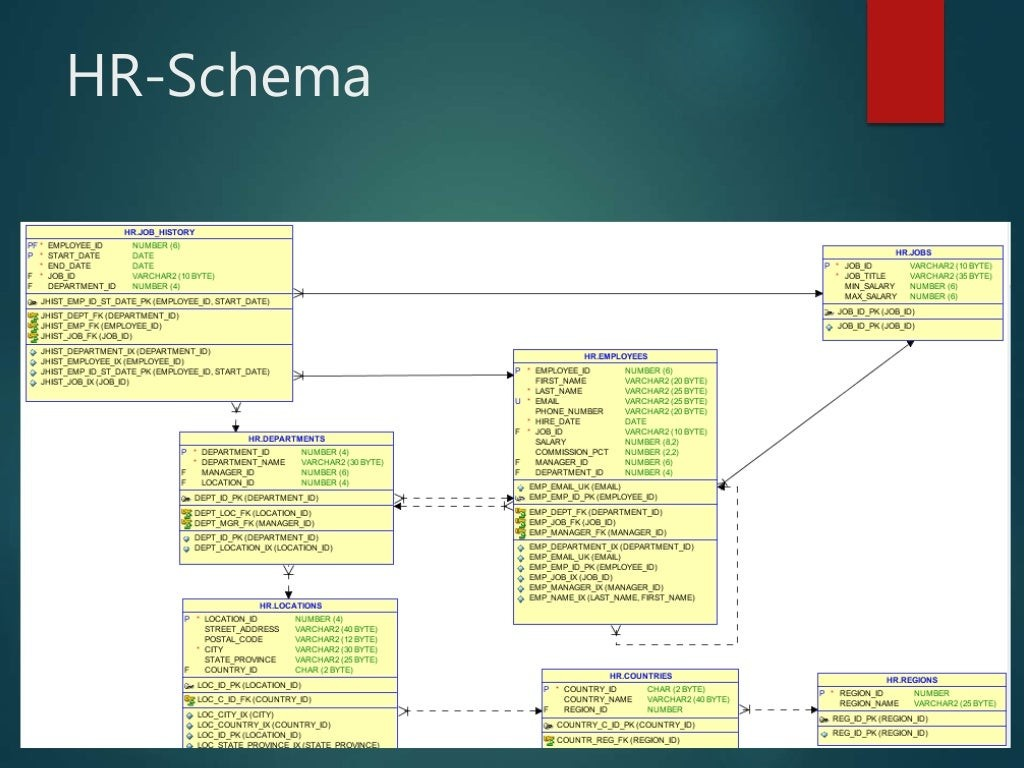 HR-Schema
HR.JOB_HISTORY
PF * EMPLOYEE_ID NUMBER (6)
P * START_DATE DATE
* END_DATE DATE
F * JOB_ID VARCHAR2 (10 BYTE)
F DEPARTMENT_ID NUMBER (4)
JHIST_EMP_ID_ST_DATE_PK (EMPLOYEE_ID, START_DATE)
JHIST_DEPT_FK (DEPARTMENT_ID)
JHIST_EMP_FK (EMPLOYEE_ID)
JHIST_JOB_FK (JOB_ID)
JHIST_DEPARTMENT_IX (DEPARTMENT_ID)
JHIST_EMPLOYEE_IX (EMPLOYEE_ID)
JHIST_EMP_ID_ST_DATE_PK (EMPLOYEE_ID, START_DATE)
JHIST_JOB_IX (JOB_ID)
HR.JOBS
P * JOB_ID VARCHAR2 (10 BYTE)
* JOB_TITLE VARCHAR2 (35 BYTE)
MIN_SALARY NUMBER (6)
MAX_SALARY NUMBER (6)
JOB_ID_PK (JOB_ID)
JOB_ID_PK (JOB_ID)
HR.EMPLOYEES
P * EMPLOYEE_ID NUMBER (6)
FIRST_NAME VARCHAR2 (20 BYTE)
* LAST_NAME VARCHAR2 (25 BYTE)
U * EMAIL VARCHAR2 (25 BYTE)
PHONE_NUMBER VARCHAR2 (20 BYTE)
* HIRE_DATE DATE
F * JOB_ID VARCHAR2 (10 BYTE)
SALARY NUMBER (8,2)
COMMISSION_PCT NUMBER (2,2)
F MANAGER_ID NUMBER (6)
F DEPARTMENT_ID NUMBER (4)
EMP_EMAIL_UK (EMAIL)
EMP_EMP_ID_PK (EMPLOYEE_ID)
EMP_DEPT_FK (DEPARTMENT_ID)
EMP_JOB_FK (JOB_ID)
EMP_MANAGER_FK (MANAGER_ID)
EMP_DEPARTMENT_IX (DEPARTMENT_ID)
EMP_EMAIL_UK (EMAIL)
EMP_EMP_ID_PK (EMPLOYEE_ID)
EMP_JOB_IX (JOB_ID)
EMP_MANAGER_IX (MANAGER_ID)
EMP_NAME_IX (LAST_NAME, FIRST_NAME)
HR.DEPARTMENTS
P * DEPARTMENT_ID NUMBER (4)
* DEPARTMENT_NAME VARCHAR2 (30 BYTE)
F MANAGER_ID NUMBER (6)
F LOCATION_ID NUMBER (4)
DEPT_ID_PK (DEPARTMENT_ID)
DEPT_LOC_FK (LOCATION_ID)
DEPT_MGR_FK (MANAGER_ID)
DEPT_ID_PK (DEPARTMENT_ID)
DEPT_LOCATION_IX (LOCATION_ID)
HR.LOCATIONS
P * LOCATION_ID NUMBER (4)
STREET_ADDRESS VARCHAR2 (40 BYTE)
POSTAL_CODE VARCHAR2 (12 BYTE)
* CITY VARCHAR2 (30 BYTE)
STATE_PROVINCE VARCHAR2 (25 BYTE)
F COUNTRY_ID CHAR (2 BYTE)
LOC_ID_PK (LOCATION_ID)
LOC_C_ID_FK (COUNTRY_ID)
LOC_CITY_IX (CITY)
LOC_COUNTRY_IX (COUNTRY_ID)
LOC_ID_PK (LOCATION_ID)
LOC_STATE_PROVINCE_IX (STATE_PROVINCE)
HR.COUNTRIES
P * COUNTRY_ID CHAR (2 BYTE)
COUNTRY_NAME VARCHAR2 (40 BYTE)
F REGION_ID NUMBER
COUNTRY_C_ID_PK (COUNTRY_ID)
COUNTR_REG_FK (REGION_ID)
HR.REGIONS
P * REGION_ID NUMBER
REGION_NAME VARCHAR2 (25 BYTE)
REG_ID_PK (REGION_ID)
REG_ID_PK (REGION_ID)